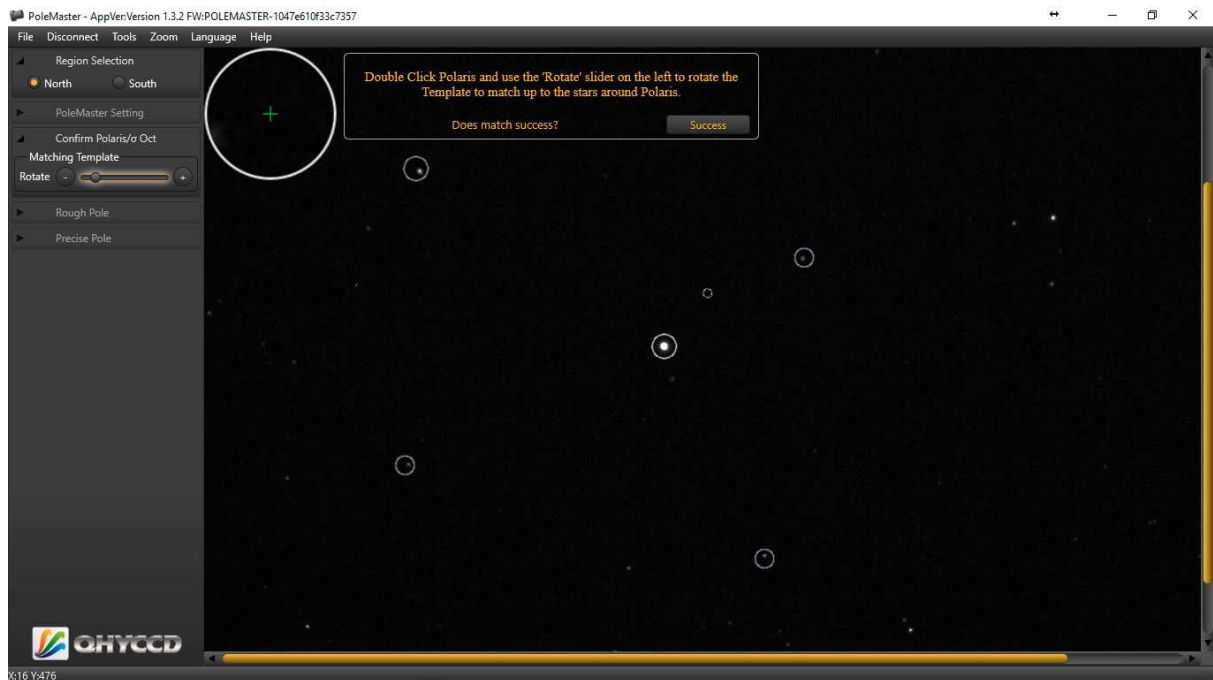 PoleMaster - AppVer:Version 1.3.2 FW:POLEMASTER-1047e610f33c7357
File Disconnect Tools Zoom Language Help
Region Selection
North South
PoleMaster Setting
Confirm Polaris/σ Oct
Matching Template
Rotate - +
Rough Pole
Precise Pole
Double Click Polaris and use the 'Rotate' slider on the left to rotate the
Template to match up to the stars around Polaris.
Does match success? Success
QHYCCD
X:16 Y:476